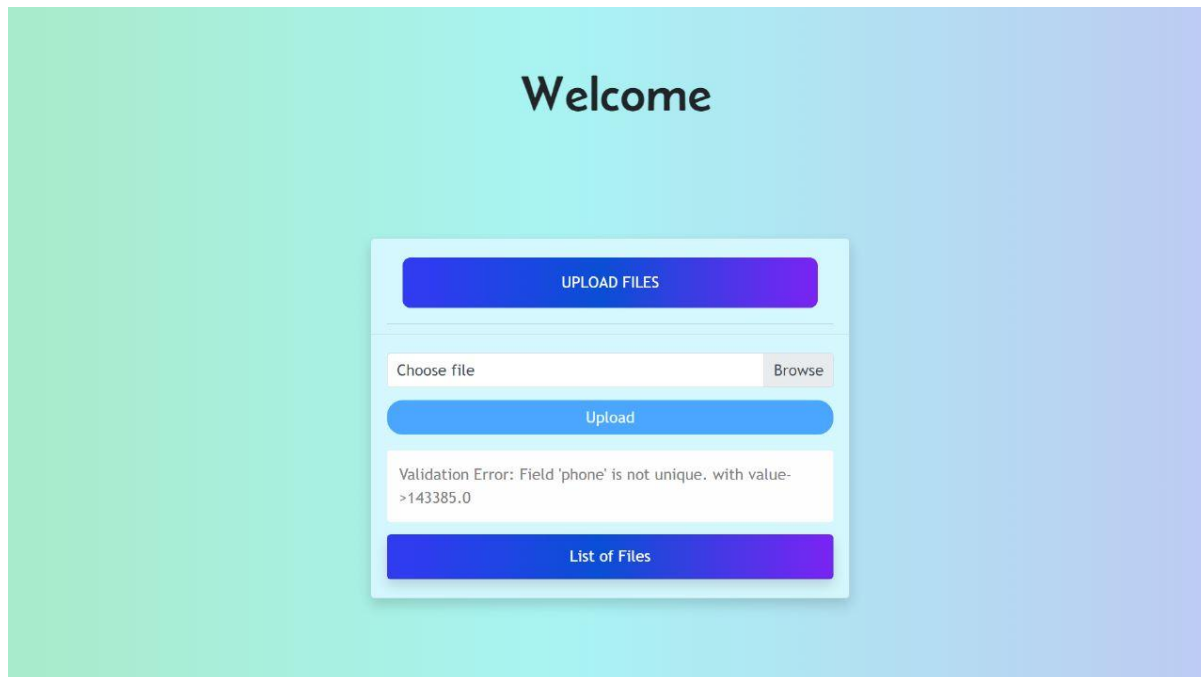 Welcome
UPLOAD FILES
Choose file
Browse
Upload
Validation Error: Field 'phone' is not unique. with value-
>143385.0
List of Files